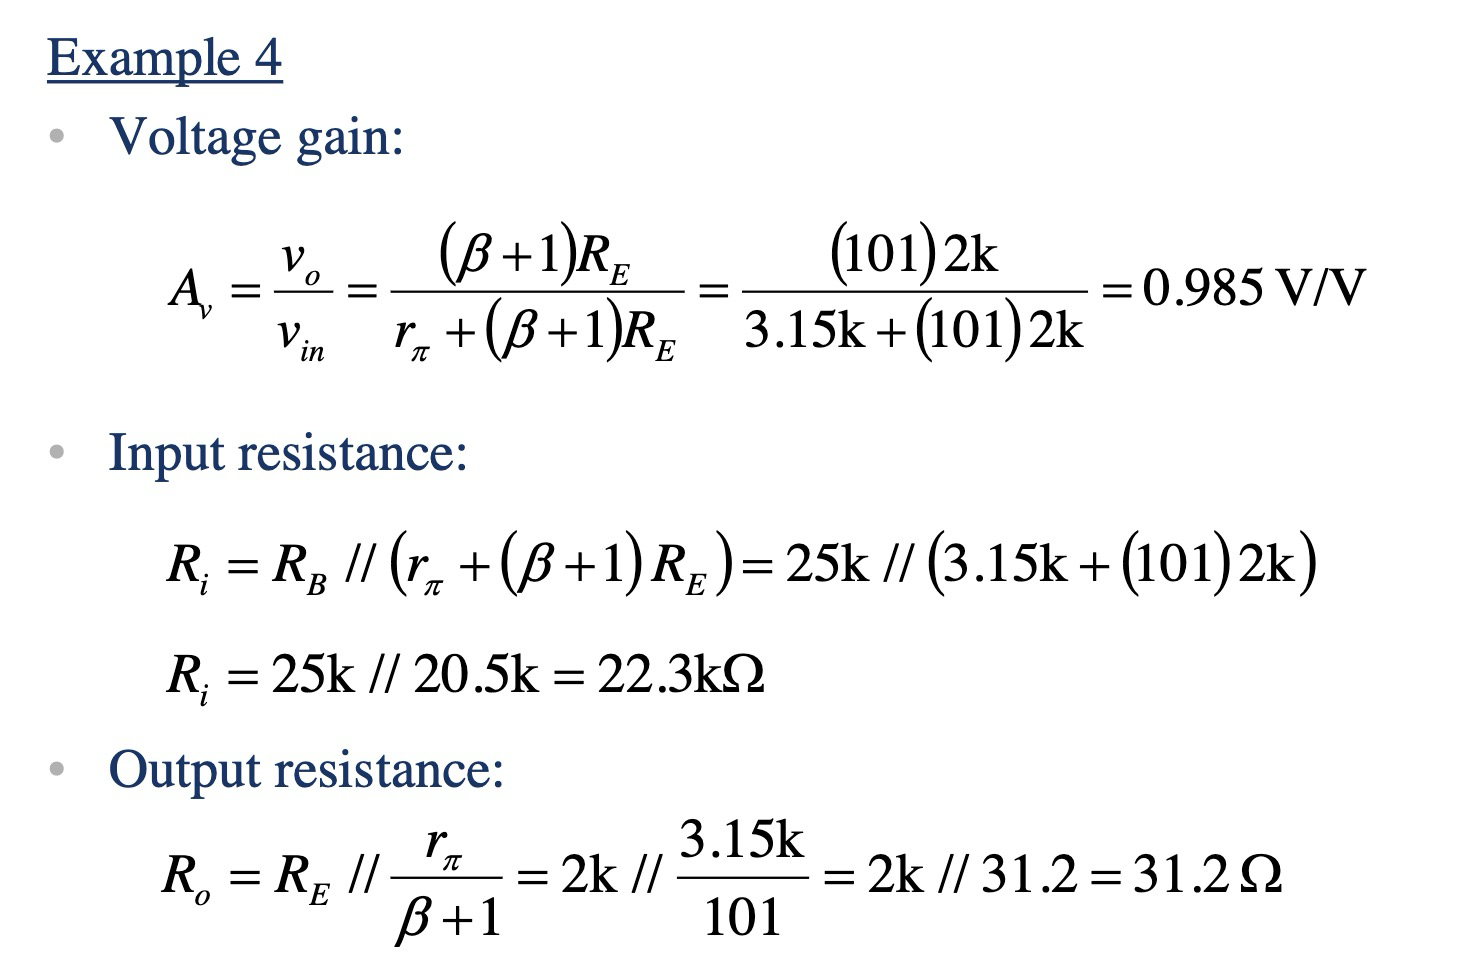 Example 4
• Voltage gain:
A_v = v_o / v_in = (β+1)R_E / (r_π + (β+1)R_E) = (101) 2k / (3.15k + (101) 2k) = 0.985 V/V
• Input resistance:
R_i = R_B // (r_π + (β+1) R_E) = 25k // (3.15k + (101) 2k)
R_i = 25k // 20.5k = 22.3kΩ
• Output resistance:
R_o = R_E // r_π / (β+1) = 2k // 3.15k / 101 = 2k // 31.2 = 31.2 Ω